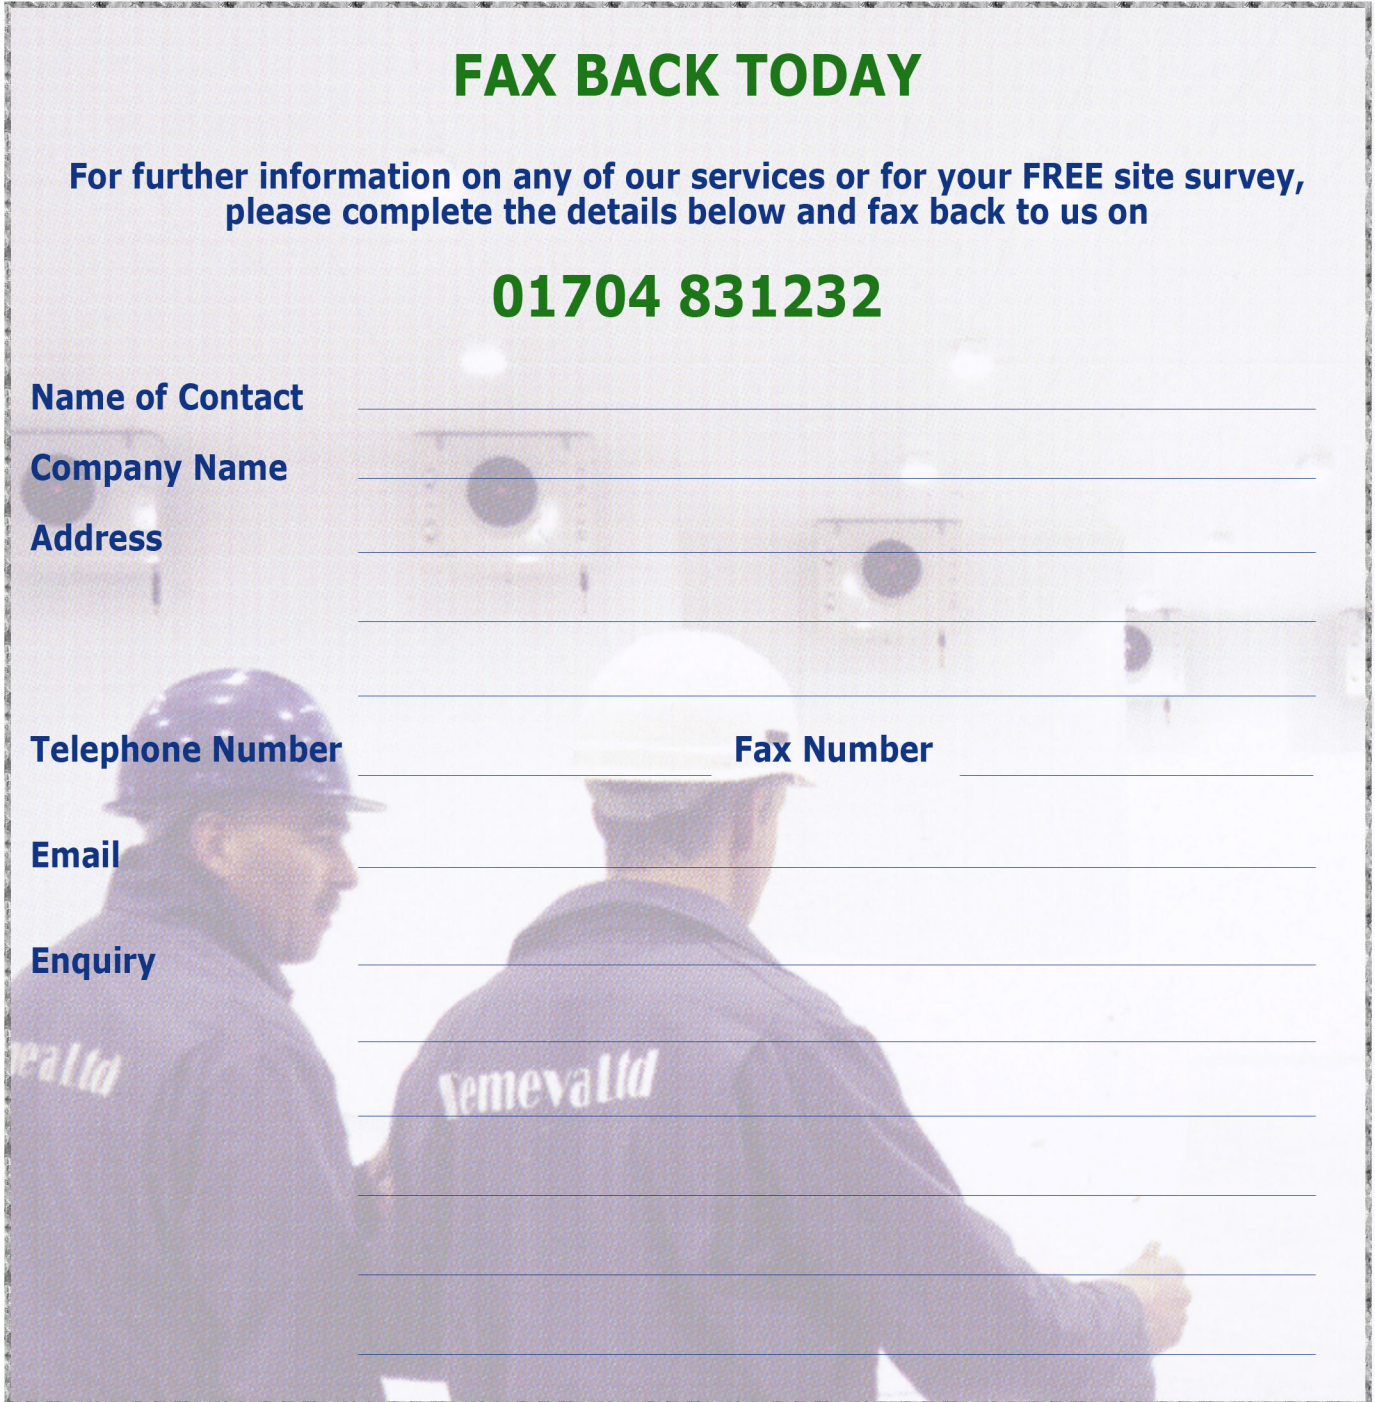 FAX BACK TODAY
For further information on any of our services or for your FREE site survey,
please complete the details below and fax back to us on
01704 831232
Name of Contact
Company Name
Address
Telephone Number Fax Number
Email
Enquiry
Ltd
Ltd